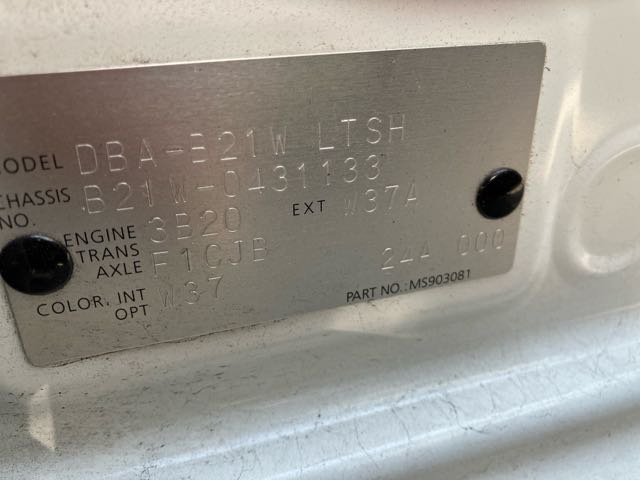 MODEL DBA-B21W LTSH
CHASSIS NO. B21W-0431133
ENGINE 3B20 EXT W37A
TRANS AXLE F1CJB 24A 000
COLOR, INT OPT W37
PART NO.: MS903081